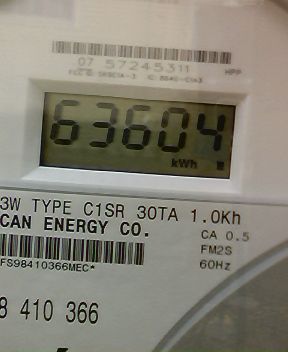 07 57245311
HPP
63604
kWh
3W TYPE C1SR 30TA 1.0Kh
CAN ENERGY CO.
CA 0.5
FM2S
60Hz
FS98410366MEC*
8 410 366